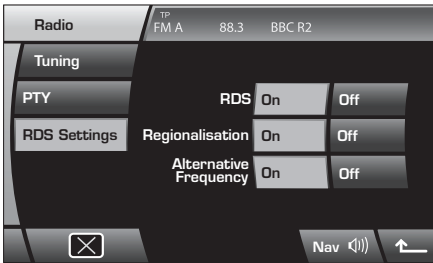 Radio
TP
FM A 88.3 BBC R2
Tuning
PTY
RDS Settings
RDS On Off
Regionalisation On Off
Alternative
Frequency On Off
Nav